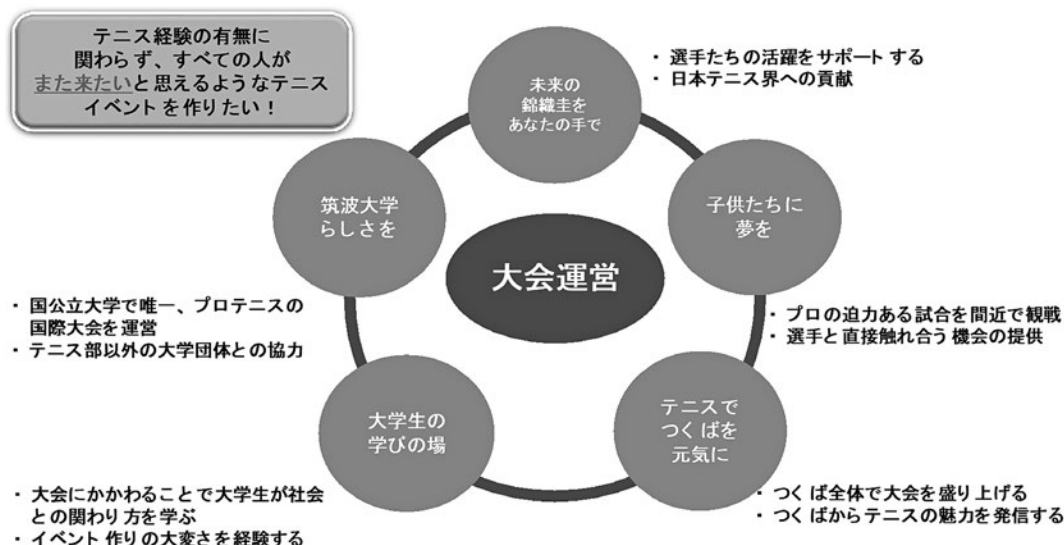 テニス経験の有無に
関わらず、すべての人が
また来たいと思えるようなテニス
イベントを作りたい！
未来の
錦織圭を
あなたの手で
・選手たちの活躍をサポートする
・日本テニス界への貢献
筑波大学
らしさを
子供たちに
夢を
大会運営
・国公立大学で唯一、プロテニスの
国際大会を運営
・テニス部以外の大学団体との協力
・プロの迫力ある試合を間近で観戦
・選手と直接触れ合う機会の提供
大学生の
学びの場
テニスで
つくばを
元気に
・大会にかかわることで大学生が社会
との関わり方を学ぶ
・イベント作りの大変さを経験する
・つくば全体で大会を盛り上げる
・つくばからテニスの魅力を発信する